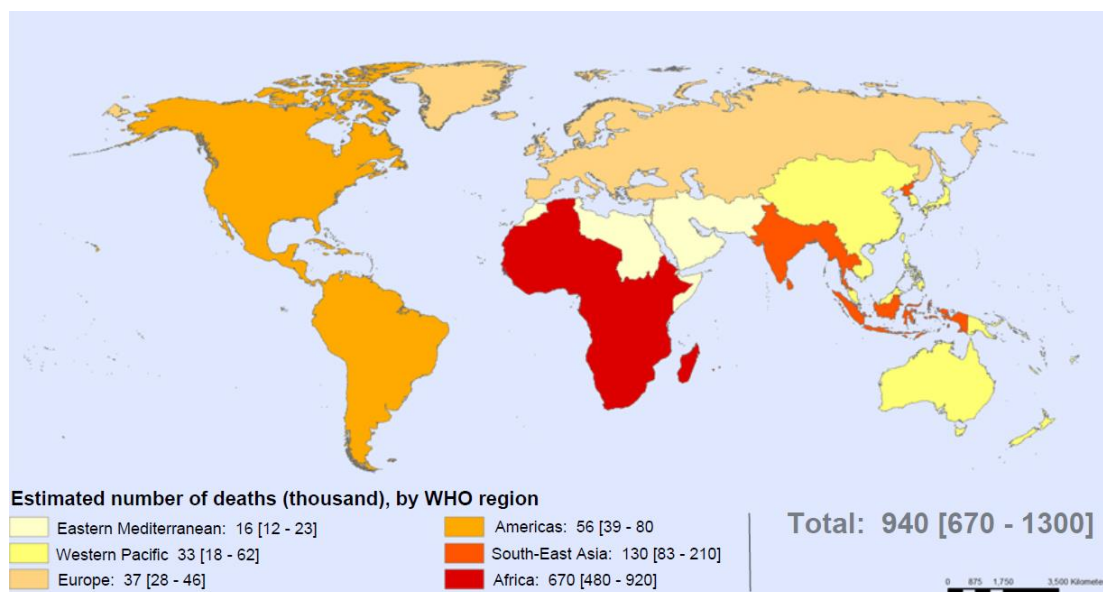 Estimated number of deaths (thousand), by WHO region
Eastern Mediterranean: 16 [12 - 23]
Western Pacific 33 [18 - 62]
Europe: 37 [28 - 46]
Americas: 56 [39 - 80
South-East Asia: 130 [83 - 210]
Africa: 670 [480 - 920]
Total: 940 [670 - 1300]
0 875 1,750 3,500 Kilomete